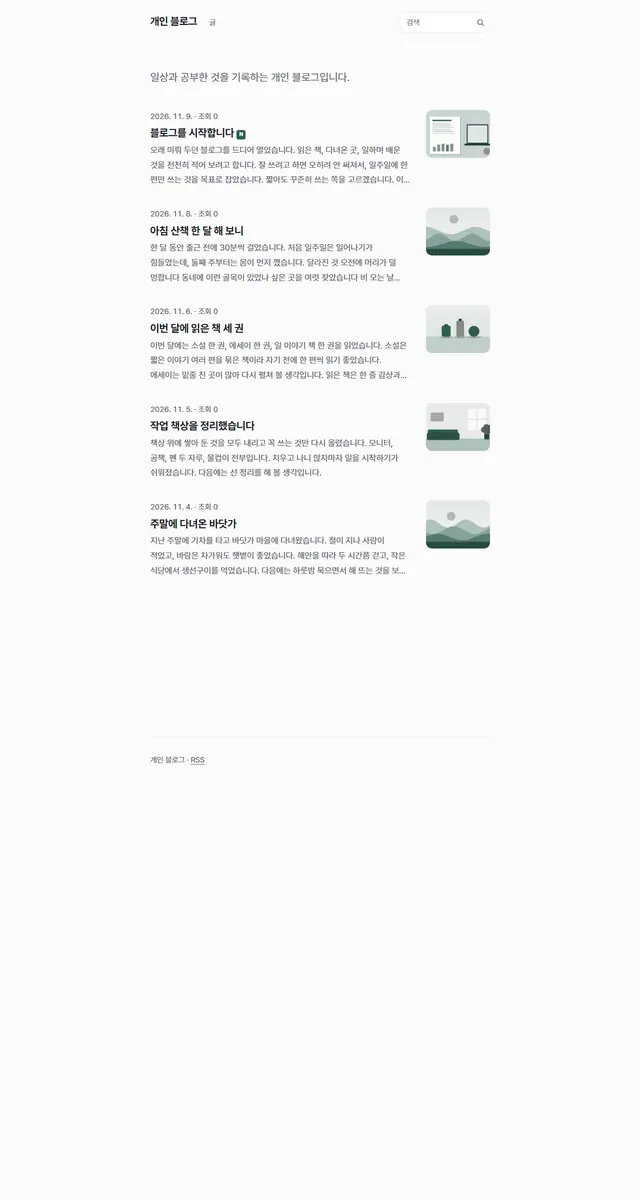 개인 블로그 글 검색
일상과 공부한 것을 기록하는 개인 블로그입니다.
2026. 11. 9. · 조회 0
블로그를 시작합니다 N
오래 미뤄 두던 블로그를 드디어 열었습니다. 읽은 책, 다녀온 곳, 일하며 배운
것을 천천히 적어 보려고 합니다. 잘 쓰려고 하면 오히려 안 써져서, 일주일에 한
편만 쓰는 것을 목표로 잡았습니다. 짧아도 꾸준히 쓰는 쪽을 고르겠습니다. 이...
2026. 11. 8. · 조회 0
아침 산책 한 달 해 보니
한 달 동안 출근 전에 30분씩 걸었습니다. 처음 일주일은 일어나기가
힘들었는데, 둘째 주부터는 몸이 먼저 깼습니다. 달라진 것 오전에 머리가 덜
멍합니다 동네에 이런 골목이 있었나 싶은 곳을 여럿 찾았습니다 비 오는 날...
2026. 11. 6. · 조회 0
이번 달에 읽은 책 세 권
이번 달에는 소설 한 권, 에세이 한 권, 일 이야기 책 한 권을 읽었습니다. 소설은
짧은 이야기 여러 편을 묶은 책이라 자기 전에 한 편씩 읽기 좋았습니다.
에세이는 밑줄 친 곳이 많아 다시 펼쳐 볼 생각입니다. 읽은 책은 한 줄 감상과...
2026. 11. 5. · 조회 0
작업 책상을 정리했습니다
책상 위에 쌓아 둔 것을 모두 내리고 꼭 쓰는 것만 다시 올렸습니다. 모니터,
공책, 펜 두 자루, 물컵이 전부입니다. 치우고 나니 앉자마자 일을 시작하기가
쉬워졌습니다. 다음에는 선 정리를 해 볼 생각입니다.
2026. 11. 4. · 조회 0
주말에 다녀온 바닷가
지난 주말에 기차를 타고 바닷가 마을에 다녀왔습니다. 철이 지나 사람이
적었고, 바람은 차가워도 햇볕이 좋았습니다. 해안을 따라 두 시간쯤 걷고, 작은
식당에서 생선구이를 먹었습니다. 다음에는 하룻밤 묵으면서 해 뜨는 것을 보...
개인 블로그 · RSS